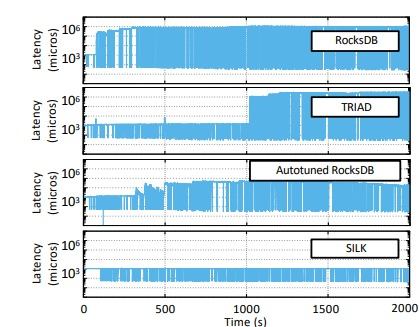 Latency
(micros)
10⁶
10³
RocksDB
Latency
(micros)
10⁶
10³
TRIAD
Latency
(micros)
10⁶
10³
Autotuned RocksDB
Latency
(micros)
10⁶
10³
SILK
0 500 1000 1500 2000
Time (s)